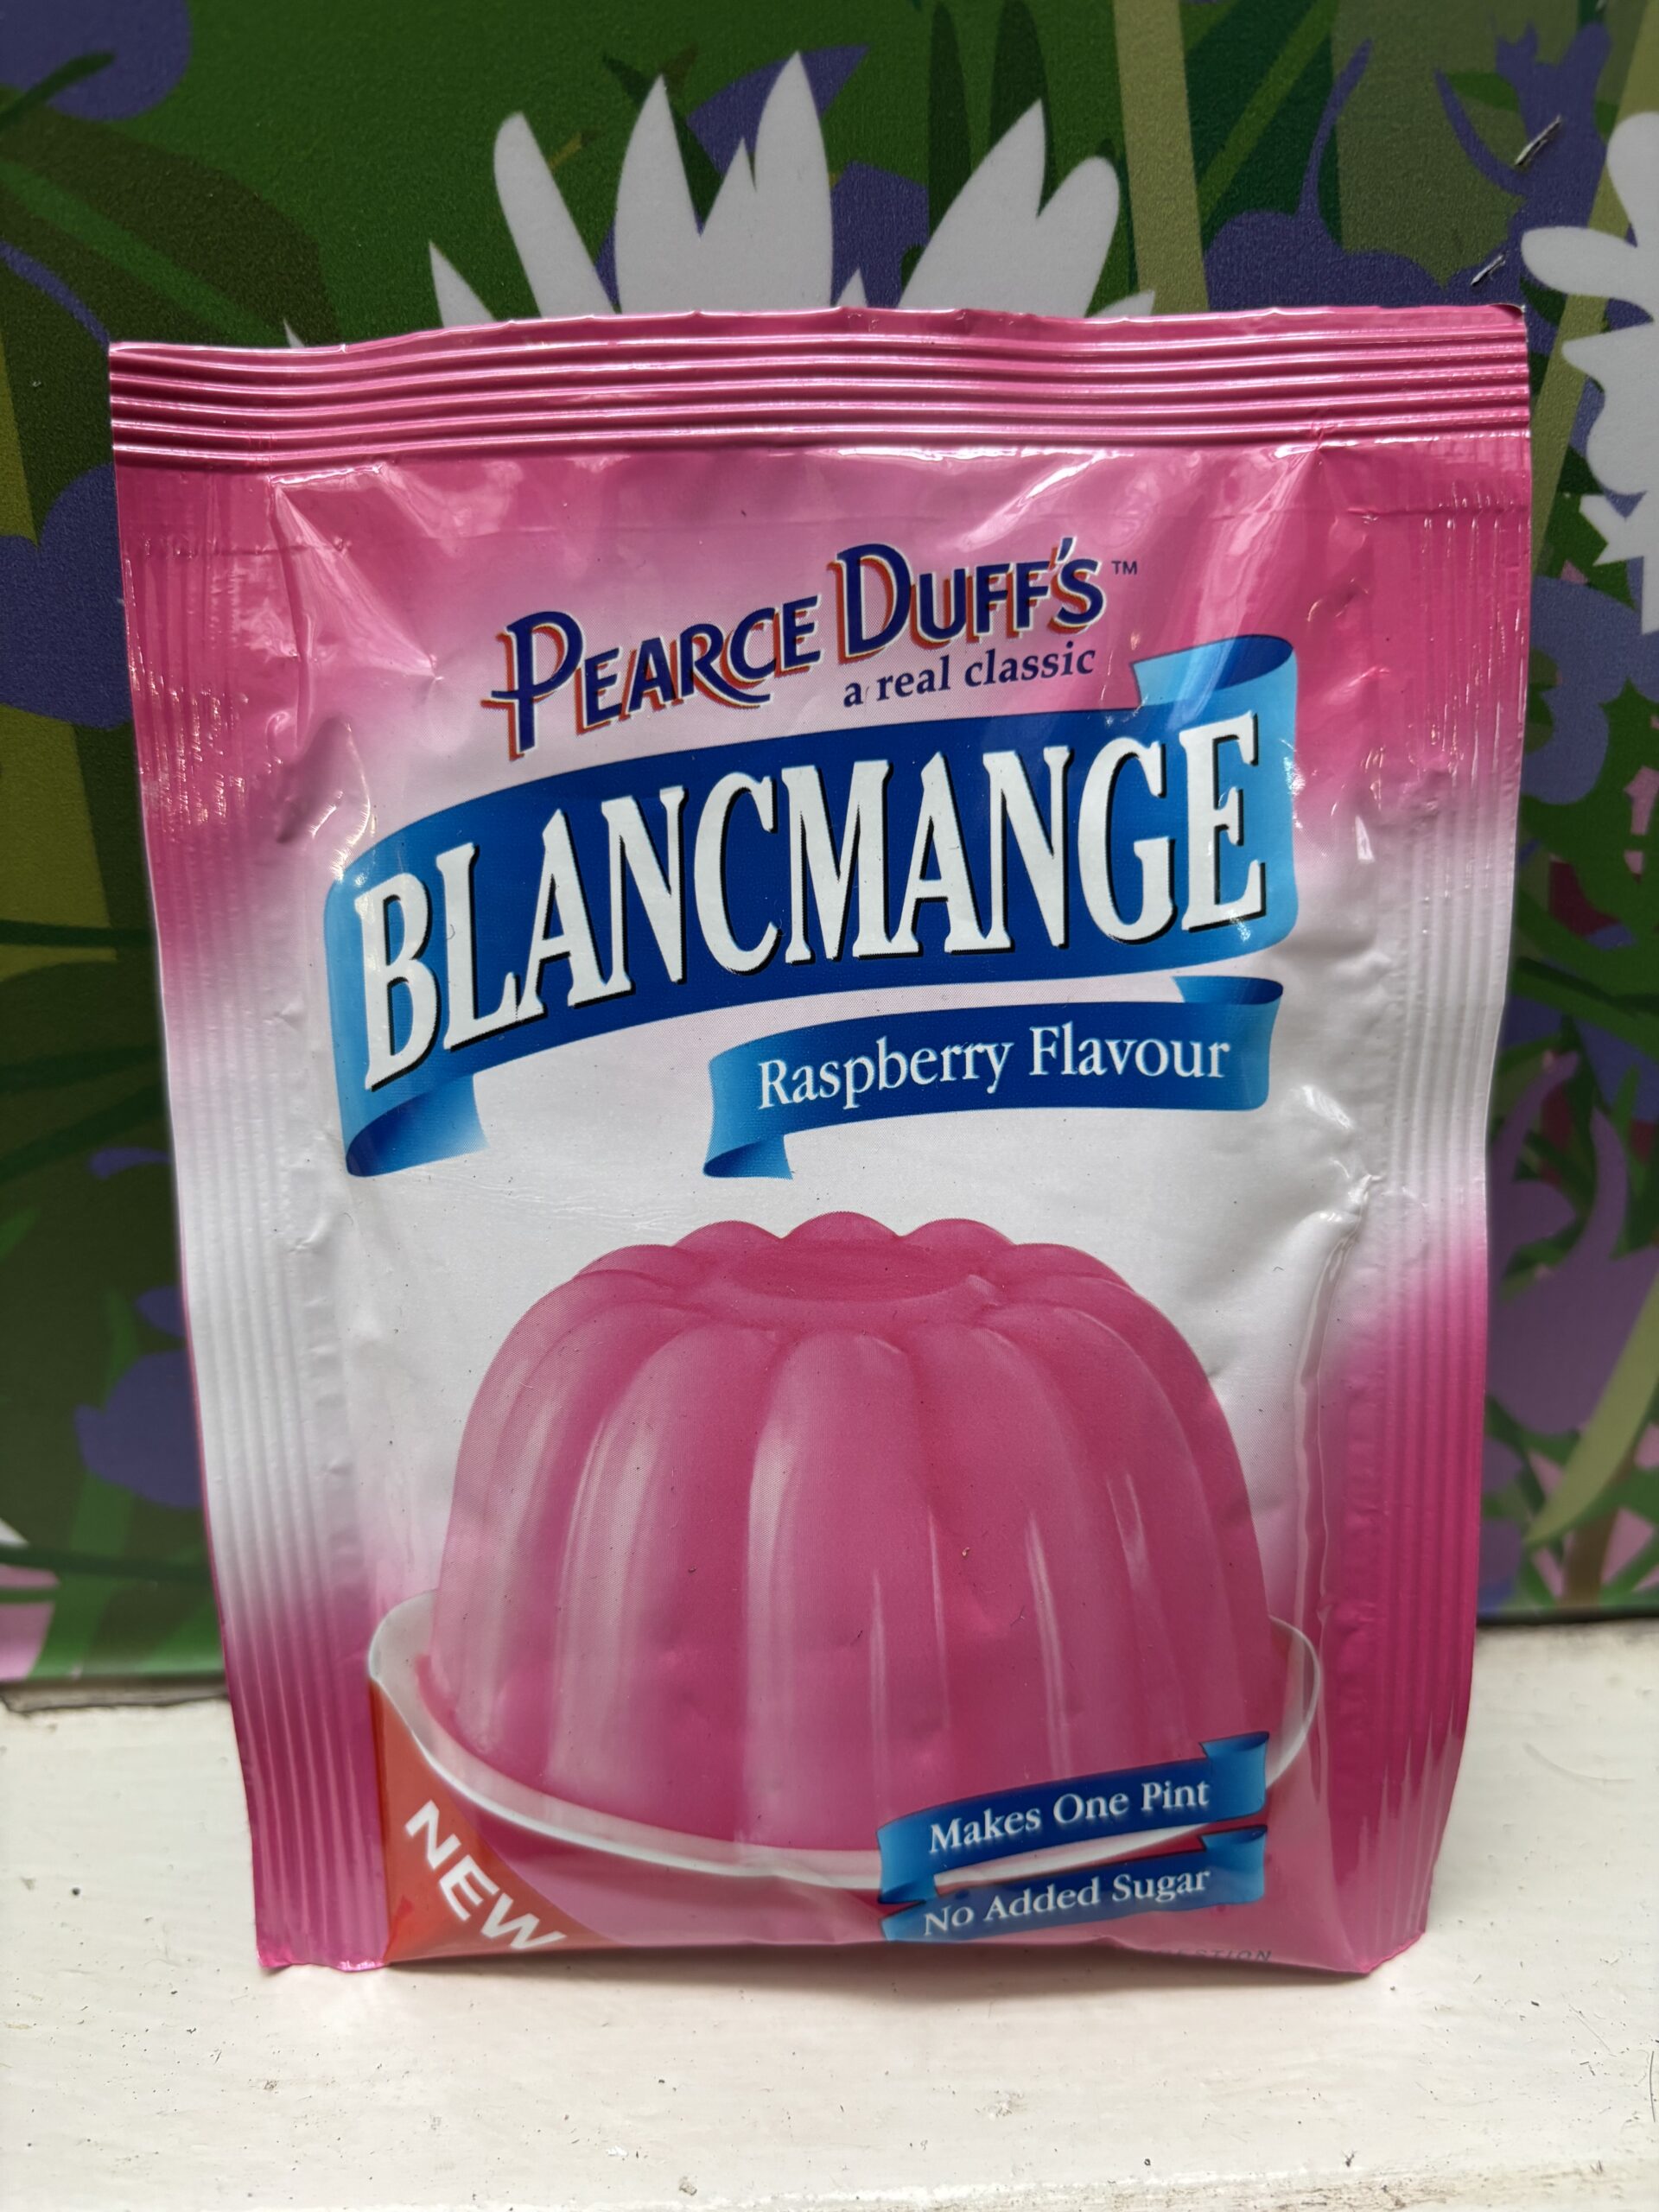 PEARCE DUFF'S™
a real classic
BLANCMANGE
Raspberry Flavour
Makes One Pint
No Added Sugar
NEW